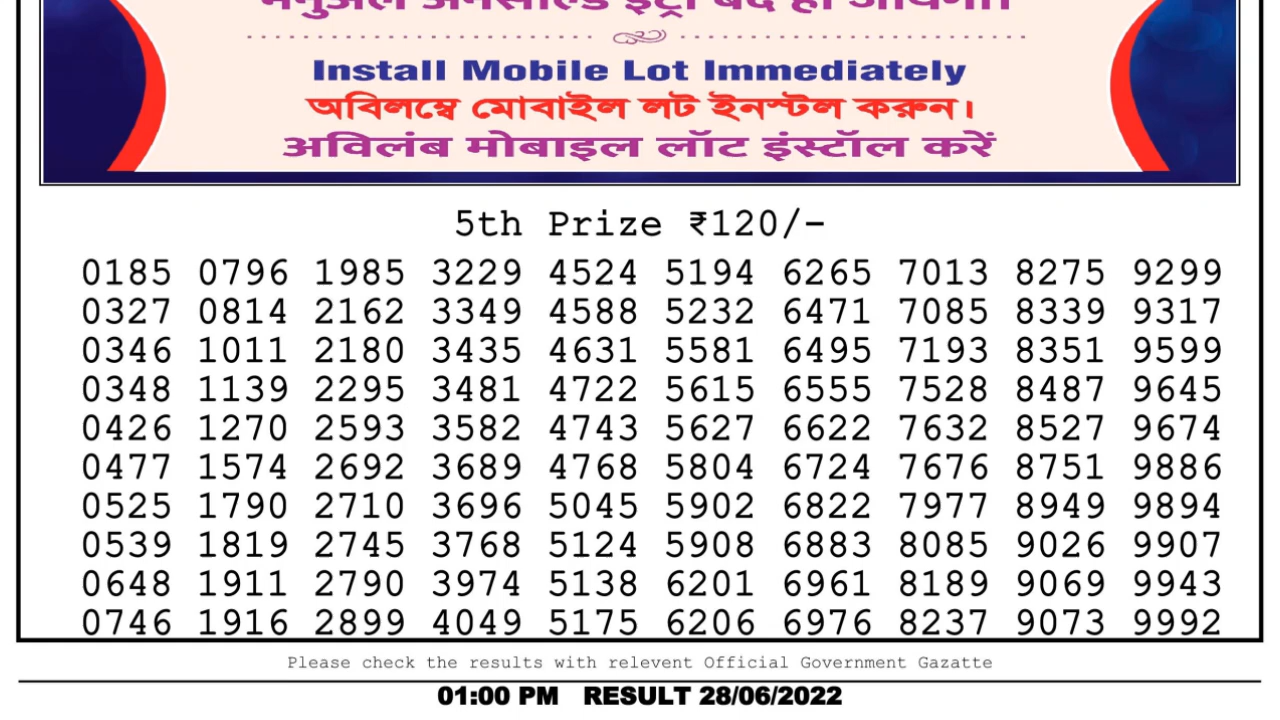 Install Mobile Lot Immediately
অবিলম্বে মোবাইল লট ইনস্টল করুন।
अविलंब मोबाइल लॉट इंस्टॉल करें
5th Prize ₹120/-
0185 0796 1985 3229 4524 5194 6265 7013 8275 9299
0327 0814 2162 3349 4588 5232 6471 7085 8339 9317
0346 1011 2180 3435 4631 5581 6495 7193 8351 9599
0348 1139 2295 3481 4722 5615 6555 7528 8487 9645
0426 1270 2593 3582 4743 5627 6622 7632 8527 9674
0477 1574 2692 3689 4768 5804 6724 7676 8751 9886
0525 1790 2710 3696 5045 5902 6822 7977 8949 9894
0539 1819 2745 3768 5124 5908 6883 8085 9026 9907
0648 1911 2790 3974 5138 6201 6961 8189 9069 9943
0746 1916 2899 4049 5175 6206 6976 8237 9073 9992
Please check the results with relevent Official Government Gazatte
01:00 PM RESULT 28/06/2022